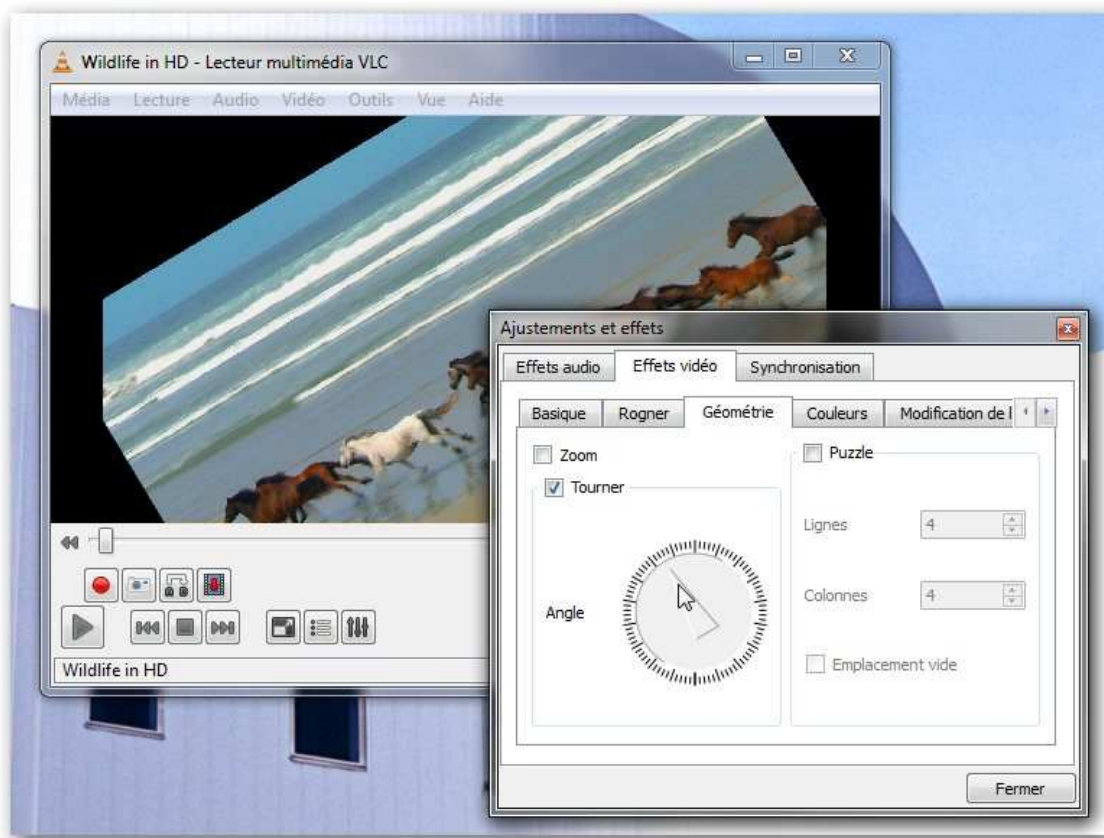 Wildlife in HD - Lecteur multimédia VLC
Média Lecture Audio Vidéo Outils Vue Aide
Ajustements et effets
Effets audio Effets vidéo Synchronisation
Basique Rogner Géométrie Couleurs Modification de l
Zoom
Puzzle
Tourner
Lignes 4
Angle
Colonnes 4
Emplacement vide
Wildlife in HD
Fermer